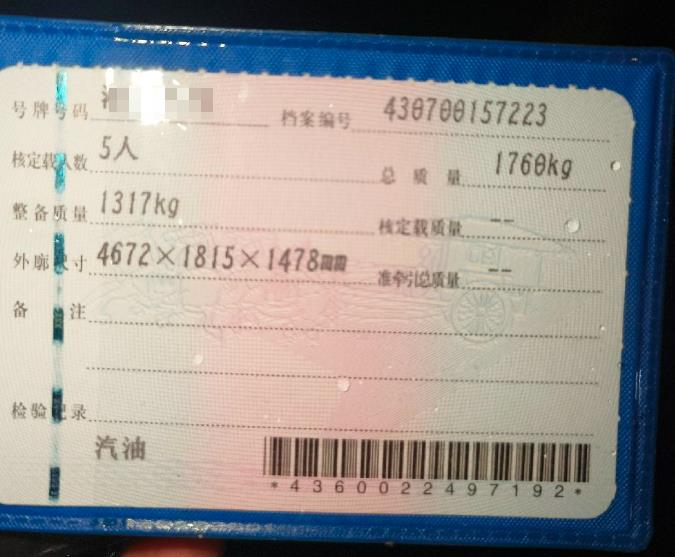 号牌号码 档案编号 430700157223
核定载人数 5人 总质量 1760kg
整备质量 1317kg 核定载质量 --
外廓尺寸 4672×1815×1478mm 准牵引总质量 --
备注
检验记录
汽油
*4360022497192*